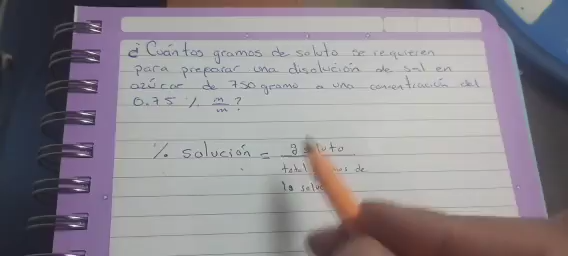 ¿Cuántos gramos de soluto se requieren
para preparar una disolución de sal en
azúcar de 750 gramo a una concentración del
0.75 % m/m ?
% solución = g soluto
total de
la